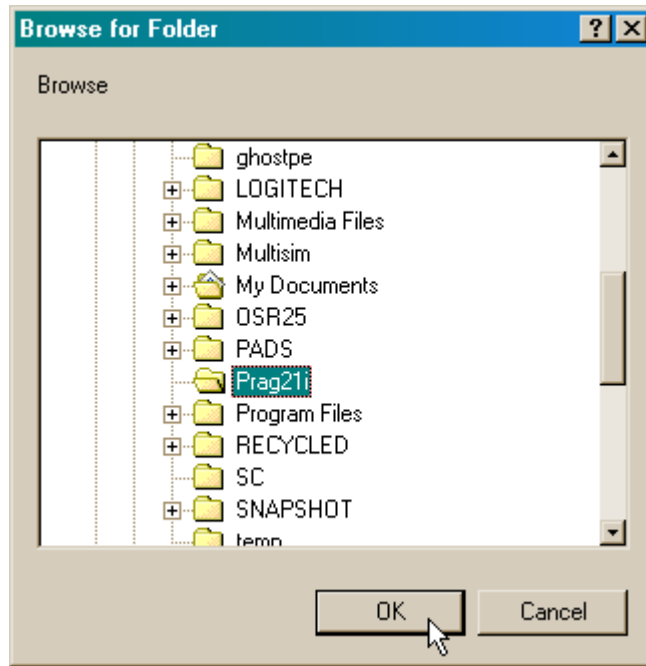 Browse for Folder
Browse
ghostpe
LOGITECH
Multimedia Files
Multisim
My Documents
OSR25
PADS
Prag21i
Program Files
RECYCLED
SC
SNAPSHOT
temp
OK
Cancel